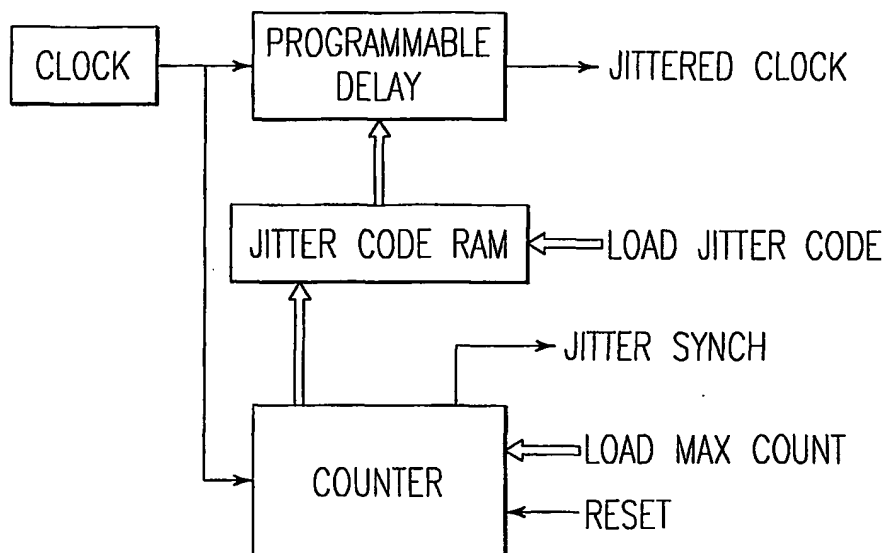 CLOCK
PROGRAMMABLE
DELAY
JITTERED CLOCK
JITTER CODE RAM
LOAD JITTER CODE
JITTER SYNCH
COUNTER
LOAD MAX COUNT
RESET